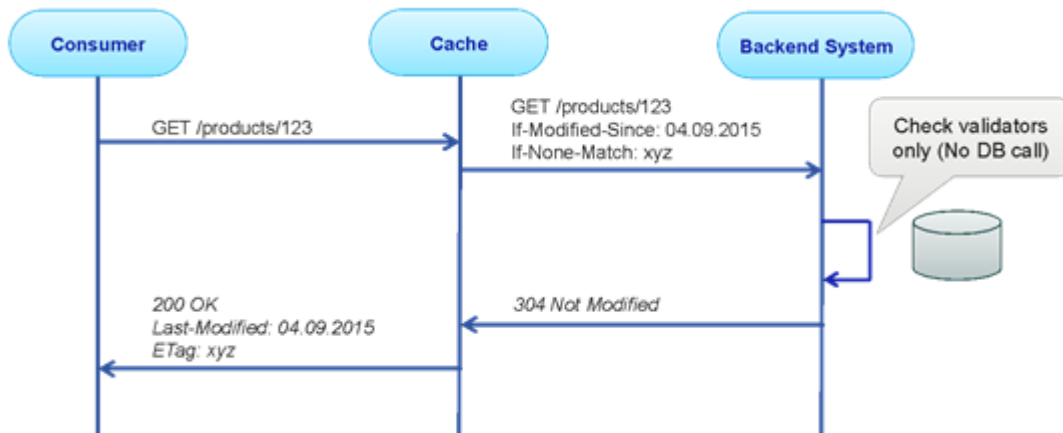 Consumer
Cache
Backend System
GET /products/123
GET /products/123
If-Modified-Since: 04.09.2015
If-None-Match: xyz
Check validators
only (No DB call)
304 Not Modified
200 OK
Last-Modified: 04.09.2015
ETag: xyz